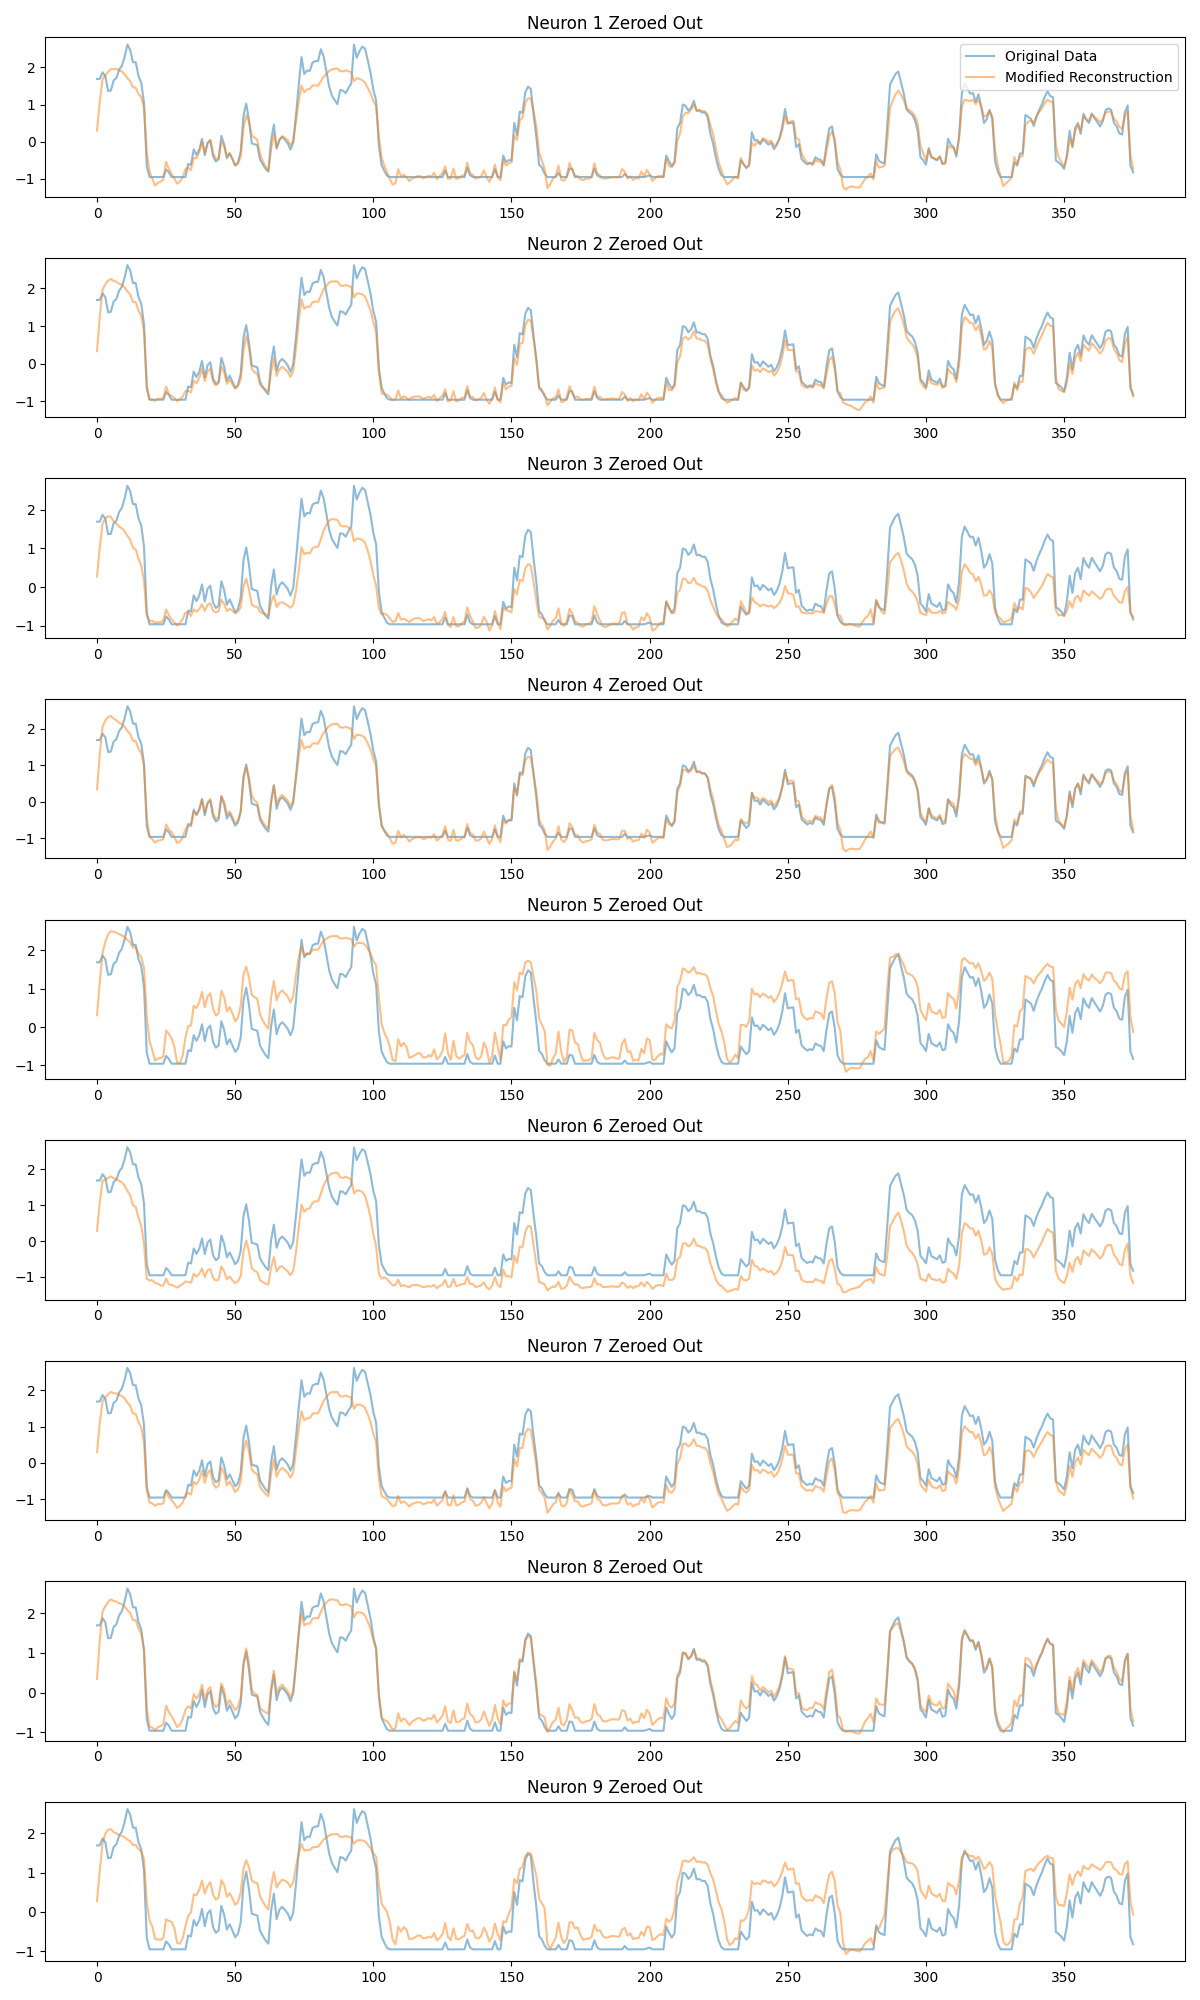 Neuron 1 Zeroed Out
Original Data
Modified Reconstruction
2
1
0
−1
0 50 100 150 200 250 300 350
Neuron 2 Zeroed Out
2
1
0
−1
0 50 100 150 200 250 300 350
Neuron 3 Zeroed Out
2
1
0
−1
0 50 100 150 200 250 300 350
Neuron 4 Zeroed Out
2
1
0
−1
0 50 100 150 200 250 300 350
Neuron 5 Zeroed Out
2
1
0
−1
0 50 100 150 200 250 300 350
Neuron 6 Zeroed Out
2
1
0
−1
0 50 100 150 200 250 300 350
Neuron 7 Zeroed Out
2
1
0
−1
0 50 100 150 200 250 300 350
Neuron 8 Zeroed Out
2
1
0
−1
0 50 100 150 200 250 300 350
Neuron 9 Zeroed Out
2
1
0
−1
0 50 100 150 200 250 300 350